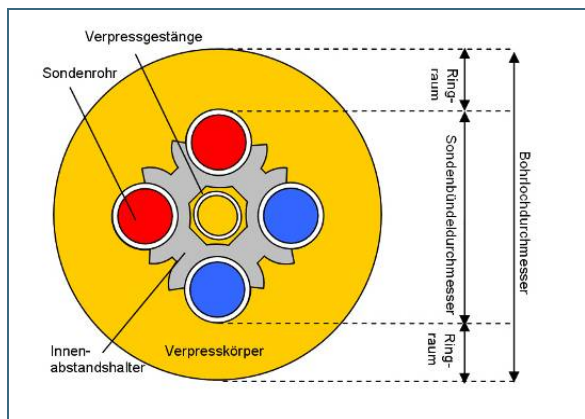 Verpressgestänge
Sondenrohr
Innen-
abstandshalter
Verpresskörper
Ring-
raum
Sondenbündeldurchmesser
Ring-
raum
Bohrlochdurchmesser